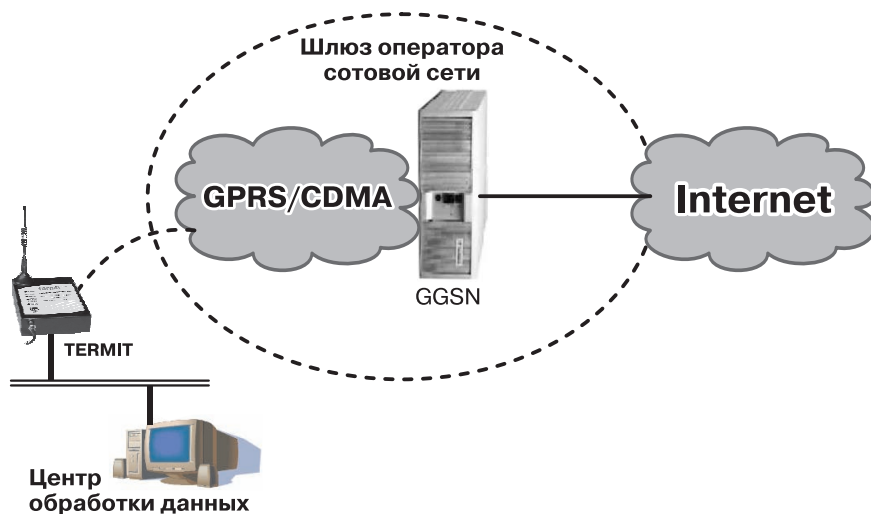 Шлюз оператора
сотовой сети
GPRS/CDMA
Internet
GGSN
TERMIT
Центр
обработки данных